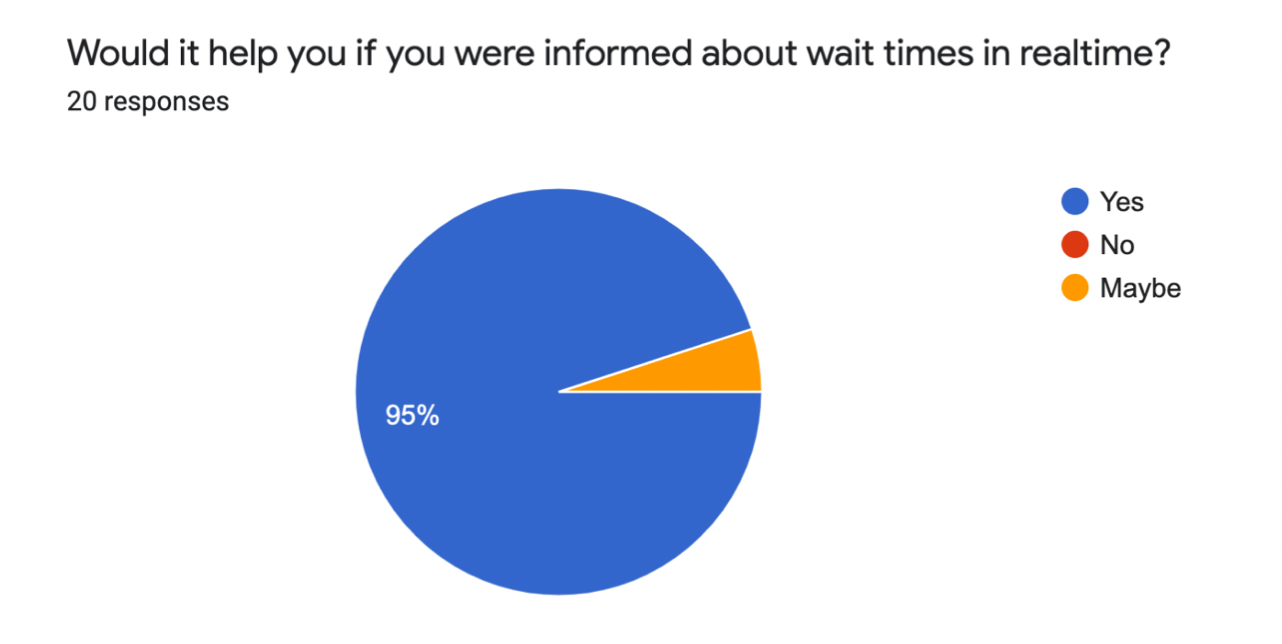 Would it help you if you were informed about wait times in realtime?
20 responses
Yes
No
Maybe
95%